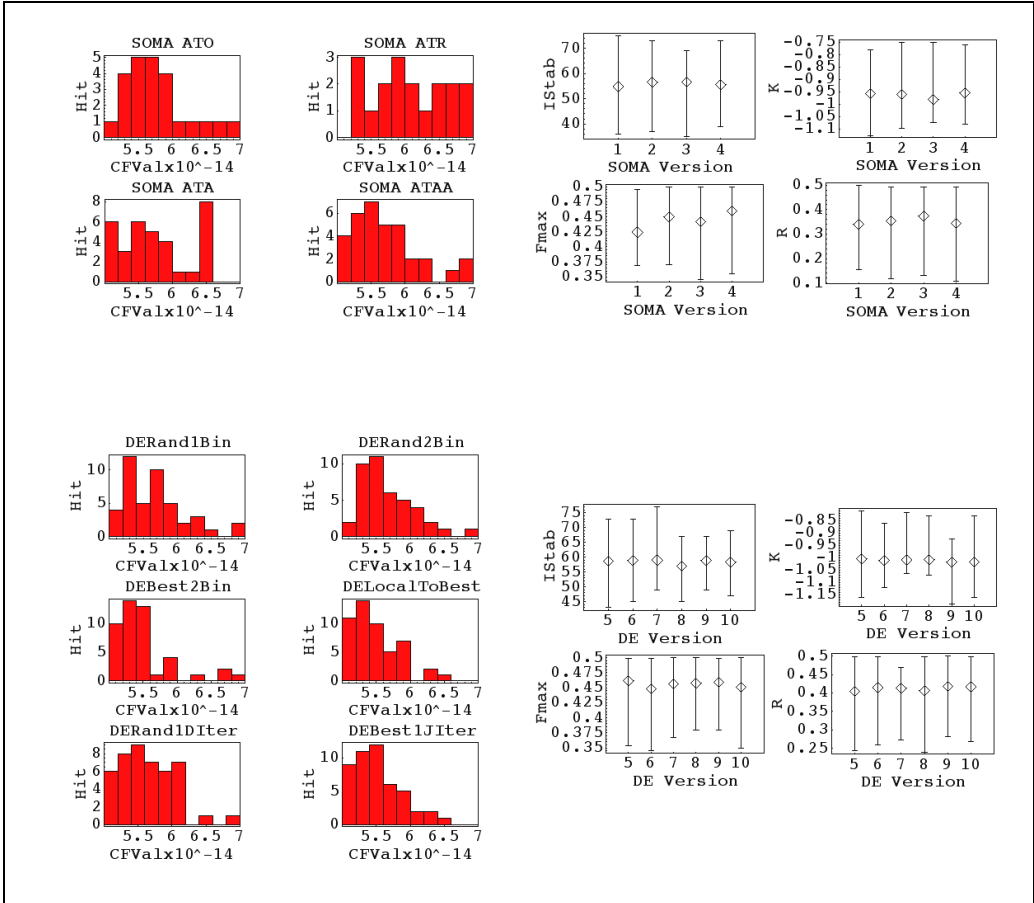 SOMA ATO
5
4
3
2
1
0
Hit
5.5 6 6.5 7
CFValx10^-14
SOMA ATR
3
2
1
0
Hit
5.5 6 6.5 7
CFValx10^-14
SOMA ATA
8
6
4
2
0
Hit
5.5 6 6.5 7
CFValx10^-14
SOMA ATAA
6
4
2
0
Hit
5.5 6 6.5 7
CFValx10^-14
70
60
50
40
IStab
1 2 3 4
SOMA Version
-0.75
-0.8
-0.85
-0.9
-0.95
-1
-1.05
-1.1
K
1 2 3 4
SOMA Version
0.5
0.475
0.45
0.425
0.4
0.375
0.35
Fmax
1 2 3 4
SOMA Version
0.5
0.4
0.3
0.2
0.1
R
1 2 3 4
SOMA Version
DERand1Bin
10
5
0
Hit
5.5 6 6.5 7
CFValx10^-14
DERand2Bin
10
5
0
Hit
5.5 6 6.5 7
CFValx10^-14
DEBest2Bin
10
5
0
Hit
5.5 6 6.5 7
CFValx10^-14
DELocalToBest
10
5
0
Hit
5.5 6 6.5 7
CFValx10^-14
DERand1DIter
8
6
4
2
0
Hit
5.5 6 6.5 7
CFValx10^-14
DEBest1JIter
10
5
0
Hit
5.5 6 6.5 7
CFValx10^-14
75
70
65
60
55
50
45
IStab
5 6 7 8 9 10
DE Version
-0.85
-0.9
-0.95
-1
-1.05
-1.1
-1.15
K
5 6 7 8 9 10
DE Version
0.5
0.475
0.45
0.425
0.4
0.375
0.35
Fmax
5 6 7 8 9 10
DE Version
0.5
0.45
0.4
0.35
0.3
0.25
R
5 6 7 8 9 10
DE Version